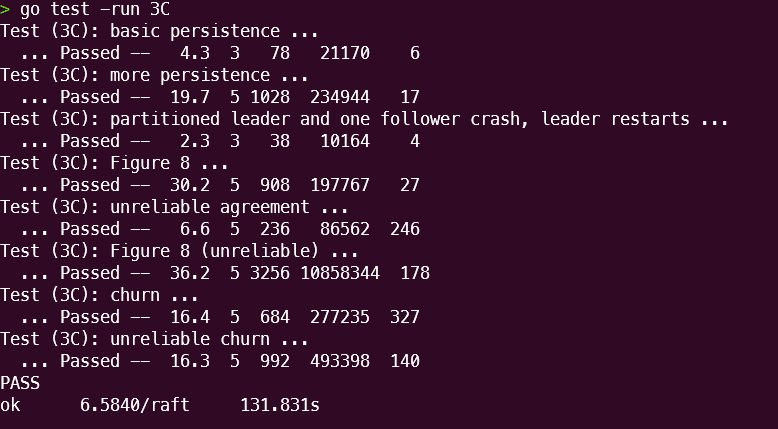 > go test -run 3C
Test (3C): basic persistence ...
  ... Passed --   4.3  3   78   21170    6
Test (3C): more persistence ...
  ... Passed --  19.7  5 1028  234944   17
Test (3C): partitioned leader and one follower crash, leader restarts ...
  ... Passed --   2.3  3   38   10164    4
Test (3C): Figure 8 ...
  ... Passed --  30.2  5  908  197767   27
Test (3C): unreliable agreement ...
  ... Passed --   6.6  5  236   86562  246
Test (3C): Figure 8 (unreliable) ...
  ... Passed --  36.2  5 3256 10858344  178
Test (3C): churn ...
  ... Passed --  16.4  5  684  277235  327
Test (3C): unreliable churn ...
  ... Passed --  16.3  5  992  493398  140
PASS
ok      6.5840/raft     131.831s